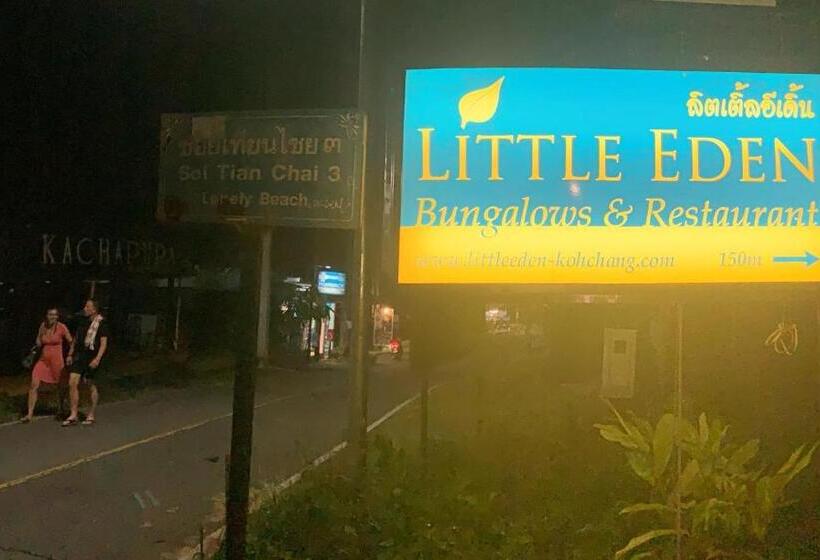 ลิตเติ้ลอีเดิ้น
LITTLE EDEN
Bungalows & Restaurant
www.littleeden-kohchang.com 150m
ซอยเทียนไชย ๓
Soi Tian Chai 3
Lonely Beach
KACHAPURA